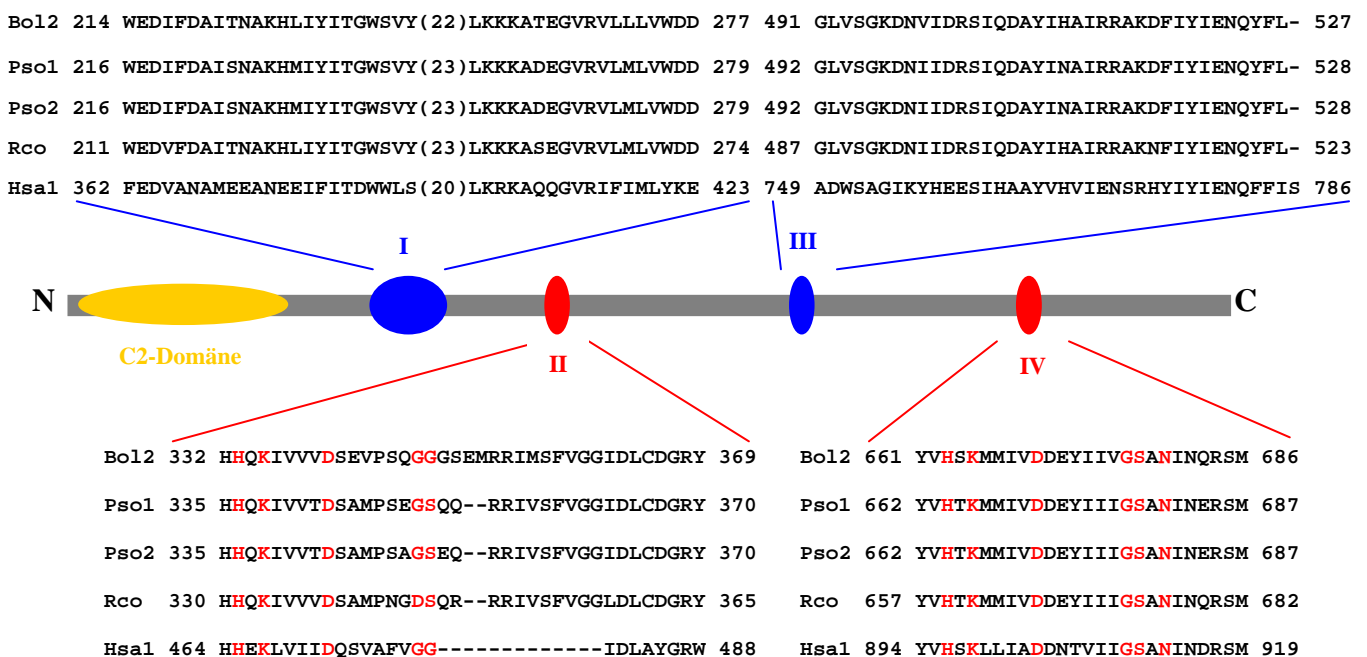 Bol2 214 WEDIFDAITNAKHLIYITGWSVY(22)LKKKATEGVRVLLLVWDD 277 491 GLVSGKDNVIDRSIQDAYIHAIRRAKDFIYIENQYFL- 527
Pso1 216 WEDIFDAISNAKHMIYITGWSVY(23)LKKKADEGVRVLMLVWDD 279 492 GLVSGKDNIIDRSIQDAYINAIRRAKDFIYIENQYFL- 528
Pso2 216 WEDIFDAISNAKHMIYITGWSVY(23)LKKKADEGVRVLMLVWDD 279 492 GLVSGKDNIIDRSIQDAYINAIRRAKDFIYIENQYFL- 528
Rco 211 WEDVFDAITNAKHLIYITGWSVY(23)LKKKASEGVRVLMLVWDD 274 487 GLVSGKDNIIDRSIQDAYIHAIRRAKNFIYIENQYFL- 523
Hsa1 362 FEDVANAMEEANEEIFITDWWLS(20)LKRKAQQGVRIFIMLYKE 423 749 ADWSAGIKYHEESIHAAYVHVIENSRHYIYIENQFFIS 786
I III
N C
C2-Domäne
II IV
Bol2 332 HHQKIVVVDSEVPSQGGGSEMRRIMSFVGGIDLCDGRY 369 Bol2 661 YVHSKMMIVDDEYIIVGSANINQRSM 686
Pso1 335 HHQKIVVTDSAMPSEGSQQ--RRIVSFVGGIDLCDGRY 370 Pso1 662 YVHTKMMIVDDEYIIIGSANINERSM 687
Pso2 335 HHQKIVVTDSAMPSAGSEQ--RRIVSFVGGIDLCDGRY 370 Pso2 662 YVHTKMMIVDDEYIIIGSANINERSM 687
Rco 330 HHQKIVVVDSAMPNGDSQR--RRIVSFVGGLDLCDGRY 365 Rco 657 YVHTKMMIVDDEYIIIGSANINQRSM 682
Hsa1 464 HHEKLVIIDQSVAFVGG-------------IDLAYGRW 488 Hsa1 894 YVHSKLLIADDNTVIIGSANINDRSM 919